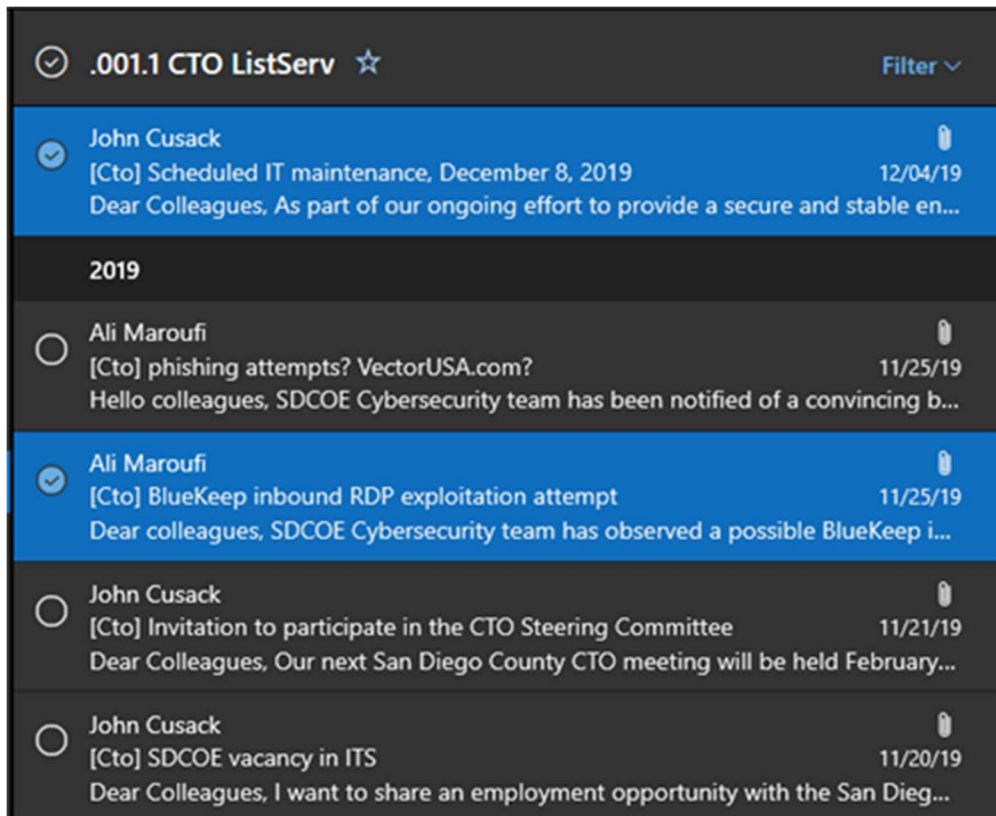 .001.1 CTO ListServ
Filter
John Cusack
[Cto] Scheduled IT maintenance, December 8, 2019
12/04/19
Dear Colleagues, As part of our ongoing effort to provide a secure and stable en...
2019
Ali Maroufi
[Cto] phishing attempts? VectorUSA.com?
11/25/19
Hello colleagues, SDCOE Cybersecurity team has been notified of a convincing b...
Ali Maroufi
[Cto] BlueKeep inbound RDP exploitation attempt
11/25/19
Dear colleagues, SDCOE Cybersecurity team has observed a possible BlueKeep i...
John Cusack
[Cto] Invitation to participate in the CTO Steering Committee
11/21/19
Dear Colleagues, Our next San Diego County CTO meeting will be held February...
John Cusack
[Cto] SDCOE vacancy in ITS
11/20/19
Dear Colleagues, I want to share an employment opportunity with the San Dieg...